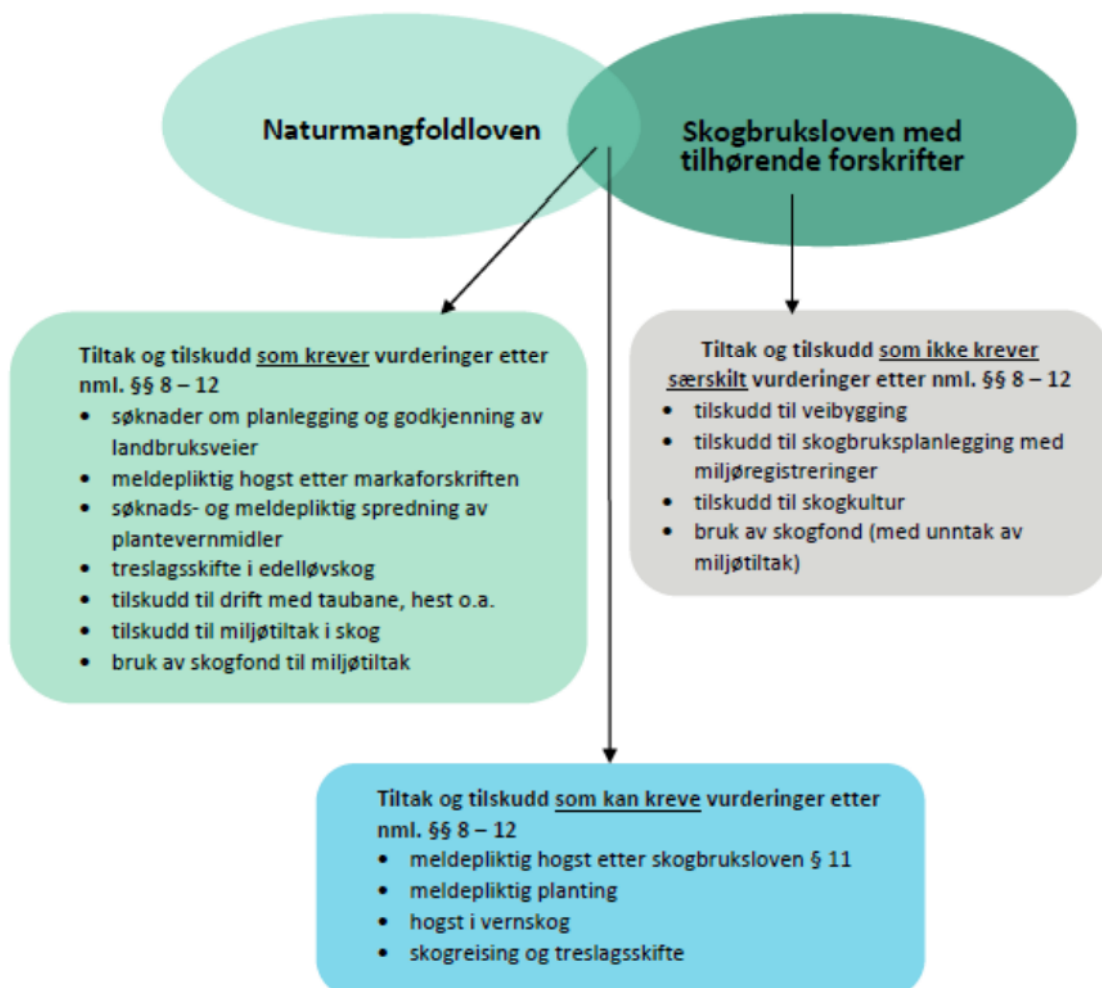 Naturmangfoldloven
Skogbruksloven med
tilhørende forskrifter
Tiltak og tilskudd som krever vurderinger etter
nml. §§ 8 – 12
• søknader om planlegging og godkjenning av
landbruksveier
• meldepliktig hogst etter markaforskriften
• søknads- og meldepliktig spredning av
plantevernmidler
• treslagsskifte i edelløvskog
• tilskudd til drift med taubane, hest o.a.
• tilskudd til miljøtiltak i skog
• bruk av skogfond til miljøtiltak
Tiltak og tilskudd som ikke krever
særskilt vurderinger etter nml. §§ 8 – 12
• tilskudd til veibygging
• tilskudd til skogbruksplanlegging med
miljøregistreringer
• tilskudd til skogkultur
• bruk av skogfond (med unntak av
miljøtiltak)
Tiltak og tilskudd som kan kreve vurderinger etter
nml. §§ 8 – 12
• meldepliktig hogst etter skogbruksloven § 11
• meldepliktig planting
• hogst i vernskog
• skogreising og treslagsskifte